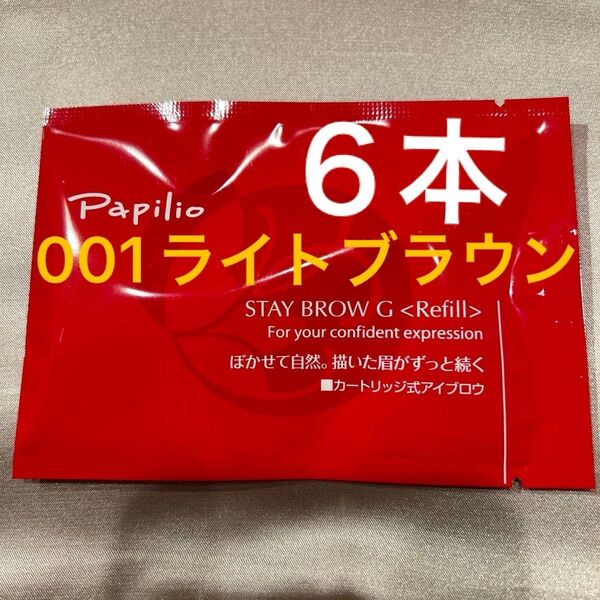 ６本
Papilio
001ライトブラウン
STAY BROW G <Refill>
For your confident expression
ぼかせて自然。描いた眉がずっと続く
■カートリッジ式アイブロウ